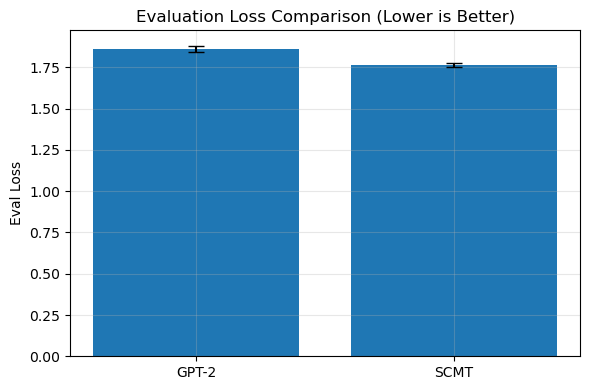 Evaluation Loss Comparison (Lower is Better)
Eval Loss
1.75
1.50
1.25
1.00
0.75
0.50
0.25
0.00
GPT-2 SCMT